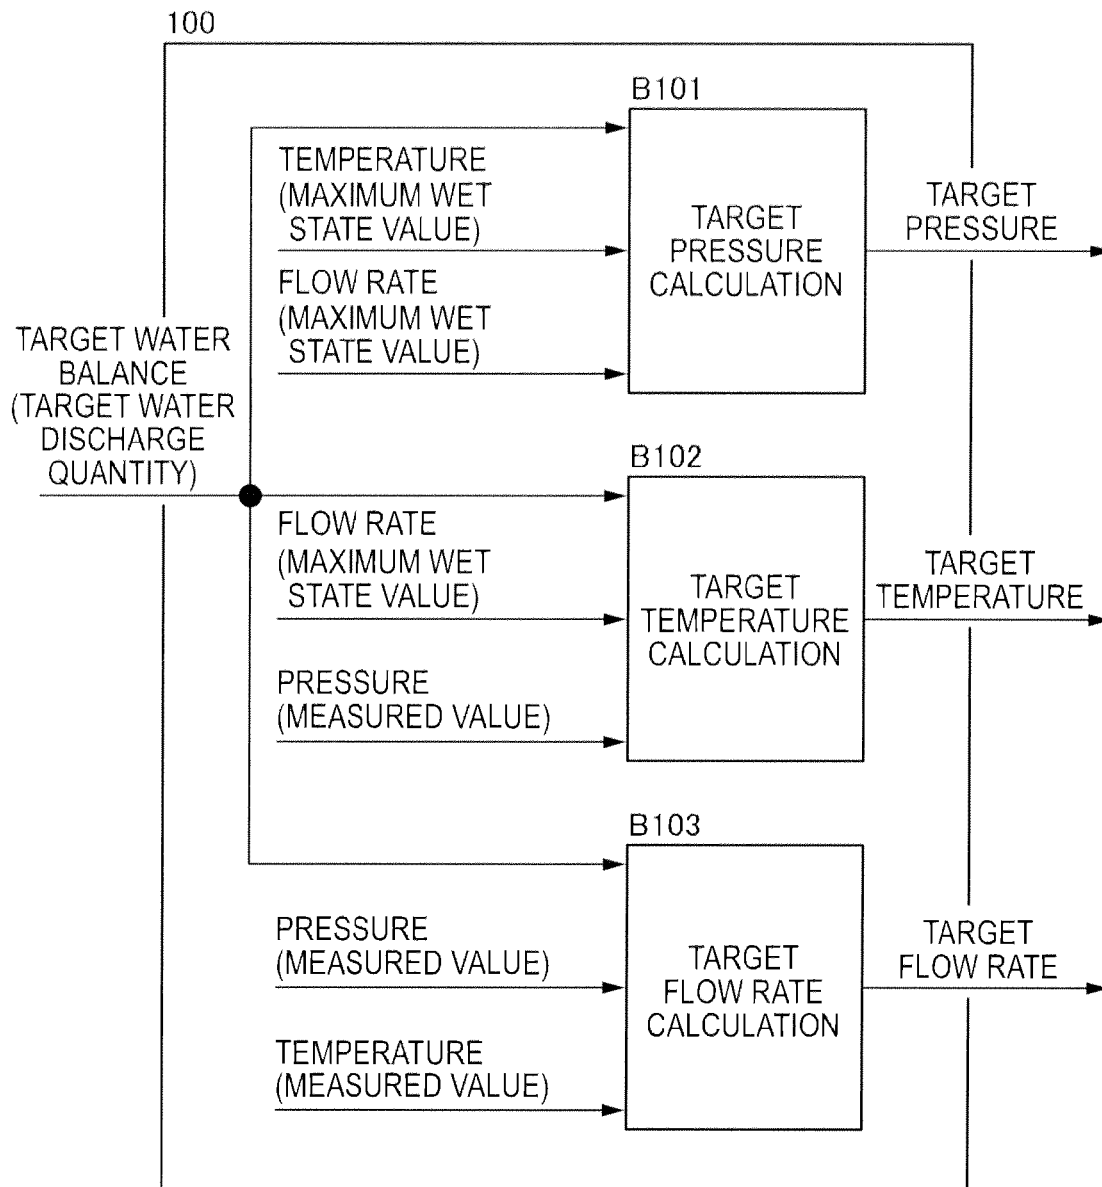 100
B101
TEMPERATURE
(MAXIMUM WET
STATE VALUE)
FLOW RATE
(MAXIMUM WET
STATE VALUE)
TARGET
PRESSURE
CALCULATION
TARGET
PRESSURE
TARGET WATER
BALANCE
(TARGET WATER
DISCHARGE
QUANTITY)
B102
FLOW RATE
(MAXIMUM WET
STATE VALUE)
PRESSURE
(MEASURED VALUE)
TARGET
TEMPERATURE
CALCULATION
TARGET
TEMPERATURE
B103
PRESSURE
(MEASURED VALUE)
TEMPERATURE
(MEASURED VALUE)
TARGET
FLOW RATE
CALCULATION
TARGET
FLOW RATE